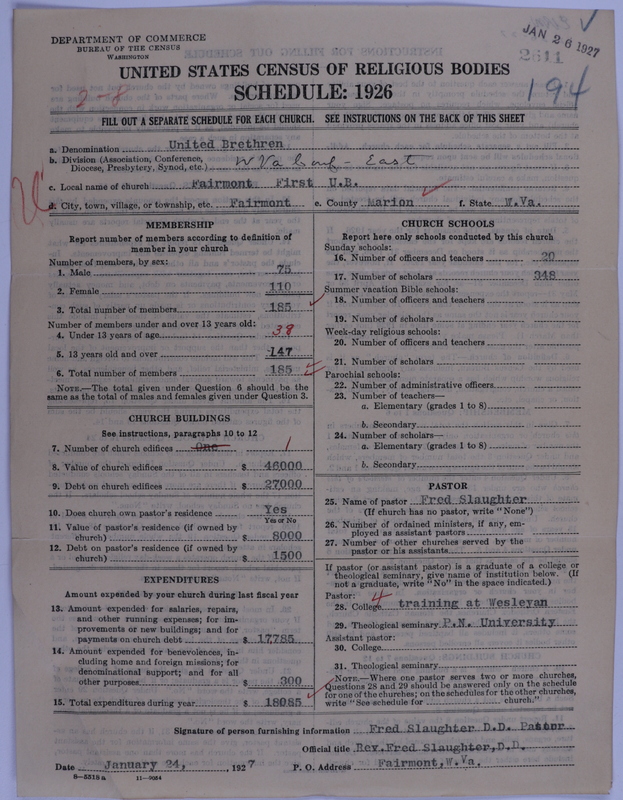 DEPARTMENT OF COMMERCE
BUREAU OF THE CENSUS
WASHINGTON
JAN 26 1927
2611
194
UNITED STATES CENSUS OF RELIGIOUS BODIES
SCHEDULE: 1926
2-8
FILL OUT A SEPARATE SCHEDULE FOR EACH CHURCH. SEE INSTRUCTIONS ON THE BACK OF THIS SHEET
a. Denomination United Brethren
b. Division (Association, Conference, Diocese, Presbytery, Synod, etc.) W Va Conf - East
c. Local name of church Fairmont First U.B.
d. City, town, village, or township, etc. Fairmont e. County Marion f. State W.Va.
MEMBERSHIP
Report number of members according to definition of
member in your church
Number of members, by sex:
1. Male 75
2. Female 110
3. Total number of members 185
Number of members under and over 13 years old:
4. Under 13 years of age 38
5. 13 years old and over 147
6. Total number of members 185
NOTE.—The total given under Question 6 should be the
same as the total of males and females given under Question 3.
CHURCH BUILDINGS
See instructions, paragraphs 10 to 12
7. Number of church edifices One 1
8. Value of church edifices $ 46000
9. Debt on church edifices $ 27000
10. Does church own pastor's residence Yes
Yes or No
11. Value of pastor's residence (if owned by
church) $ 8000
12. Debt on pastor's residence (if owned by
church) $ 1500
EXPENDITURES
Amount expended by your church during last fiscal year
13. Amount expended for salaries, repairs,
and other running expenses; for im-
provements or new buildings; and for
payments on church debt $ 17785
14. Amount expended for benevolences, in-
cluding home and foreign missions; for
denominational support; and for all
other purposes $ 300
15. Total expenditures during year $ 18085
CHURCH SCHOOLS
Report here only schools conducted by this church
Sunday schools:
16. Number of officers and teachers 20
17. Number of scholars 348
Summer vacation Bible schools:
18. Number of officers and teachers
19. Number of scholars
Week-day religious schools:
20. Number of officers and teachers
21. Number of scholars
Parochial schools:
22. Number of administrative officers
23. Number of teachers—
a. Elementary (grades 1 to 8)
b. Secondary
24. Number of scholars—
a. Elementary (grades 1 to 8)
b. Secondary
PASTOR
25. Name of pastor Fred Slaughter
(If church has no pastor, write "None")
26. Number of ordained ministers, if any, em-
ployed as assistant pastors
27. Number of other churches served by the
pastor or his assistants
If pastor (or assistant pastor) is a graduate of a college or
theological seminary, give name of institution below. (If
not a graduate, write "No" in the space indicated.)
Pastor: 4
28. College training at Wesleyan
29. Theological seminary P.N. University
Assistant pastor:
30. College
31. Theological seminary
NOTE.—Where one pastor serves two or more churches,
Questions 28 and 29 should be answered only on the schedule
for one of the churches; on the schedules for the other churches,
write "See schedule for church."
Signature of person furnishing information Fred Slaughter D.D. Pastor
Official title Rev. Fred Slaughter, D.D.
Date January 24, 1927 P. O. Address Fairmont, W.Va.
8—5518 a 11—9064